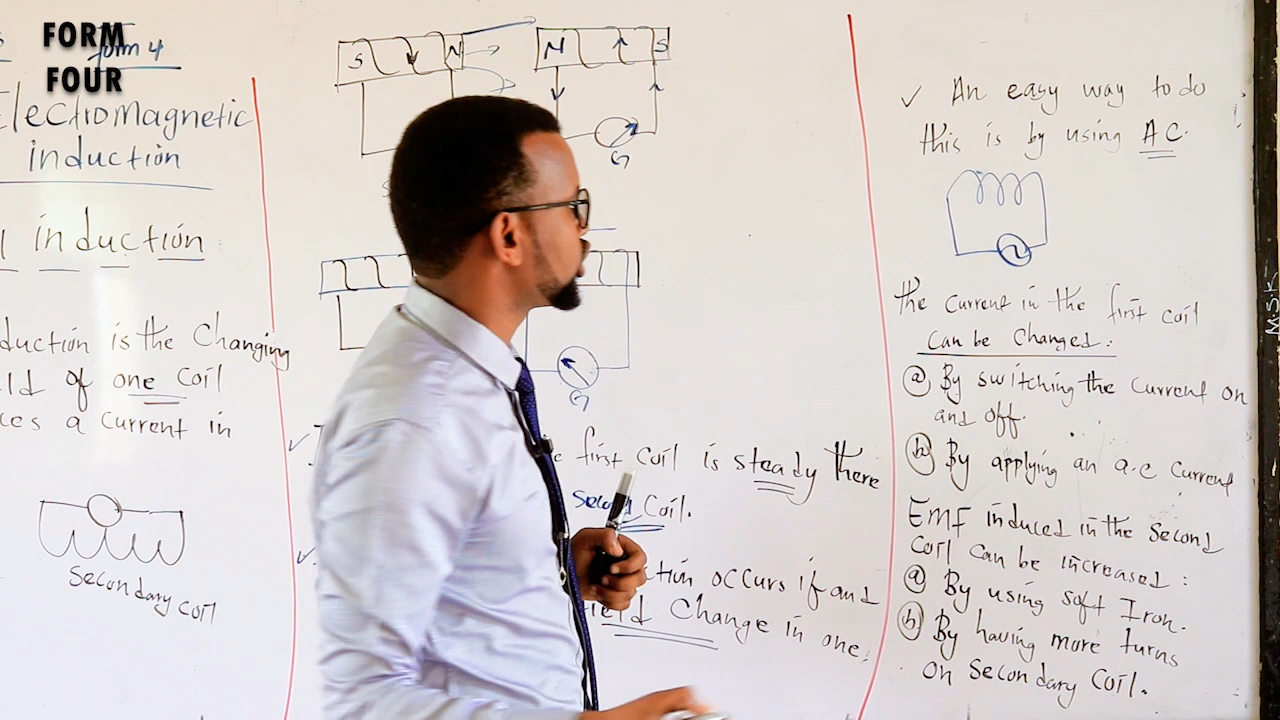 FORM
FOUR
form 4
Electromagnetic
induction
induction
duction is the Changing
ld of one Coil
ces a current in
Secondary Coil
S
N
N
S
G
G
first Coil is steady there
Second Coil.
ction occurs if and
field Change in one.
✓ An easy way to do
this is by using AC.
the Current in the first coil
Can be Changed:
(a) By switching the Current on
and off.
(b) By applying an a.c Current
EMF induced in the Second
Coil can be increased:
(a) By using soft Iron.
(b) By having more turns
on Secondary Coil.
M.S.K